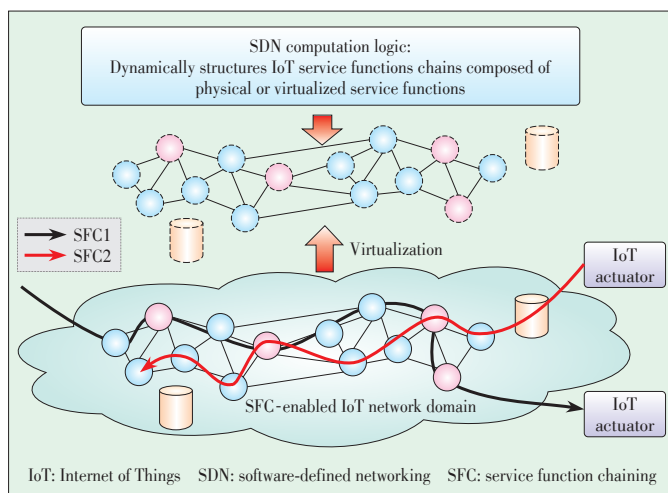 SDN computation logic:
Dynamically structures IoT service functions chains composed of
physical or virtualized service functions
SFC1
SFC2
Virtualization
IoT
actuator
SFC-enabled IoT network domain
IoT
actuator
IoT: Internet of Things SDN: software-defined networking SFC: service function chaining